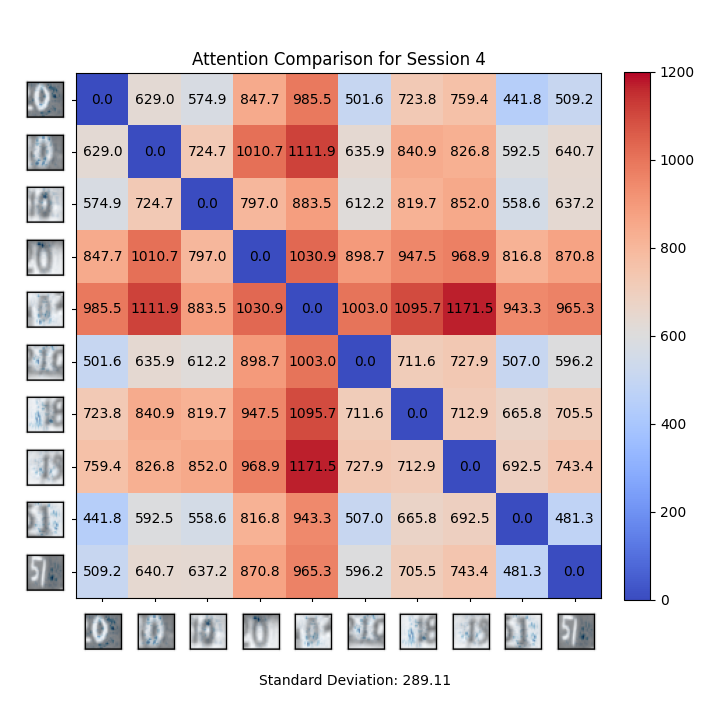 Attention Comparison for Session 4
0.0 629.0 574.9 847.7 985.5 501.6 723.8 759.4 441.8 509.2
629.0 0.0 724.7 1010.7 1111.9 635.9 840.9 826.8 592.5 640.7
574.9 724.7 0.0 797.0 883.5 612.2 819.7 852.0 558.6 637.2
847.7 1010.7 797.0 0.0 1030.9 898.7 947.5 968.9 816.8 870.8
985.5 1111.9 883.5 1030.9 0.0 1003.0 1095.7 1171.5 943.3 965.3
501.6 635.9 612.2 898.7 1003.0 0.0 711.6 727.9 507.0 596.2
723.8 840.9 819.7 947.5 1095.7 711.6 0.0 712.9 665.8 705.5
759.4 826.8 852.0 968.9 1171.5 727.9 712.9 0.0 692.5 743.4
441.8 592.5 558.6 816.8 943.3 507.0 665.8 692.5 0.0 481.3
509.2 640.7 637.2 870.8 965.3 596.2 705.5 743.4 481.3 0.0
1200
1000
800
600
400
200
0
Standard Deviation: 289.11